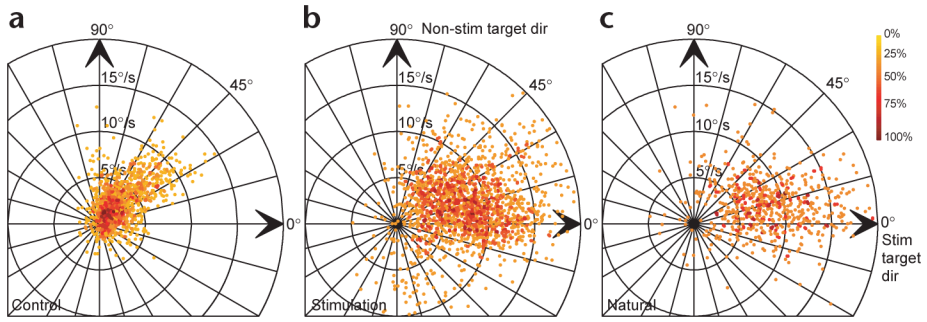 a
90°
15°/s
45°
10°/s
5°/s
0°
Control
b
90°
Non-stim target dir
15°/s
45°
10°/s
5°/s
0°
Stimulation
c
90°
15°/s
45°
10°/s
5°/s
0°
Stim
target
dir
Natural
0%
25%
50%
75%
100%